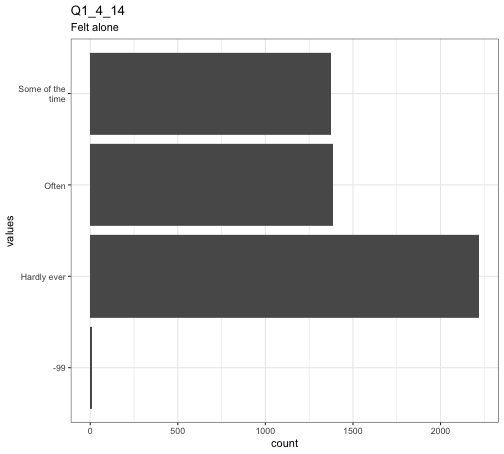 Q1_4_14
Felt alone
Some of the
time
Often
Hardly ever
-99
values
0
500
1000
1500
2000
count